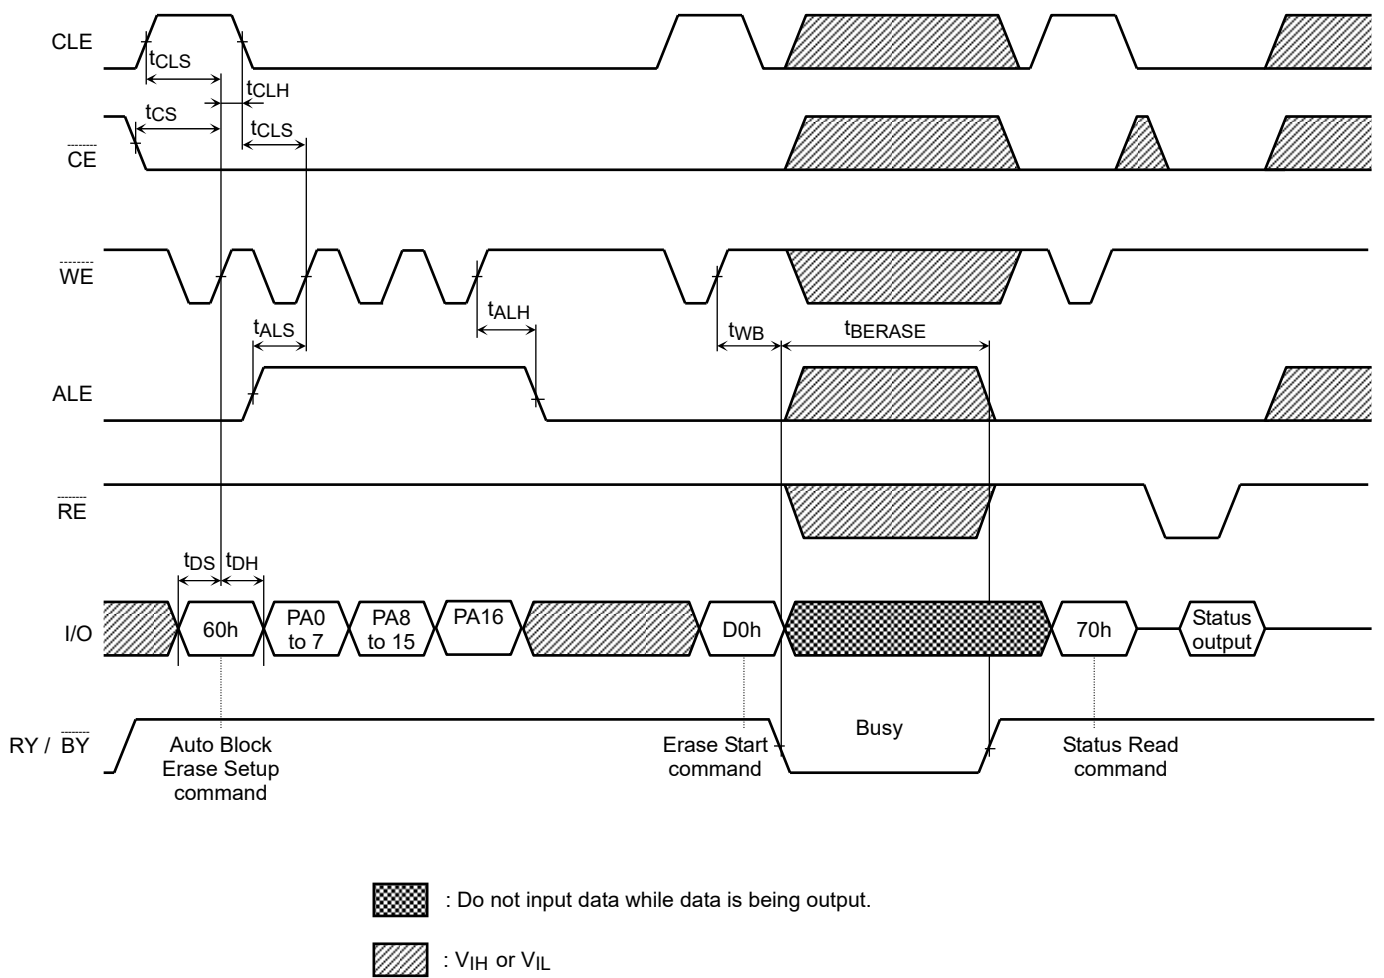 CLE
tCLS
tCLH
tCS
tCLS
CE
WE
tALS
tALH
tWB
tBERASE
ALE
RE
tDS
tDH
I/O
60h
PA0
to 7
PA8
to 15
PA16
D0h
70h
Status
output
RY / BY
Auto Block
Erase Setup
command
Erase Start
command
Busy
Status Read
command
: Do not input data while data is being output.
: VIH or VIL